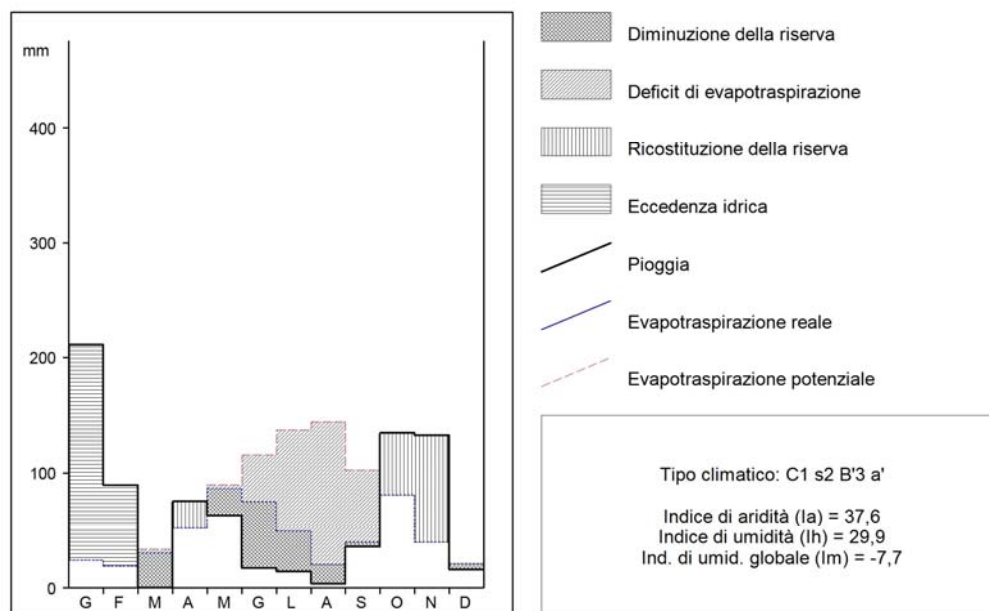 mm
400
300
200
100
0
G F M A M G L A S O N D
Diminuzione della riserva
Deficit di evapotraspirazione
Ricostituzione della riserva
Eccedenza idrica
Pioggia
Evapotraspirazione reale
Evapotraspirazione potenziale
Tipo climatico: C1 s2 B'3 a'
Indice di aridità (Ia) = 37,6
Indice di umidità (Ih) = 29,9
Ind. di umid. globale (Im) = -7,7